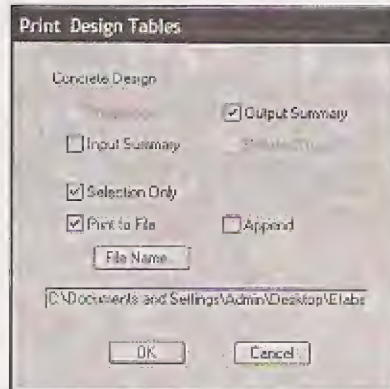 Print Design Tables
Concrete Design
Output Summary
Input Summary
Selection Only
Print to File
Append
File Name...
C:\Documents and Settings\Admin\Desktop\Etabs
OK
Cancel